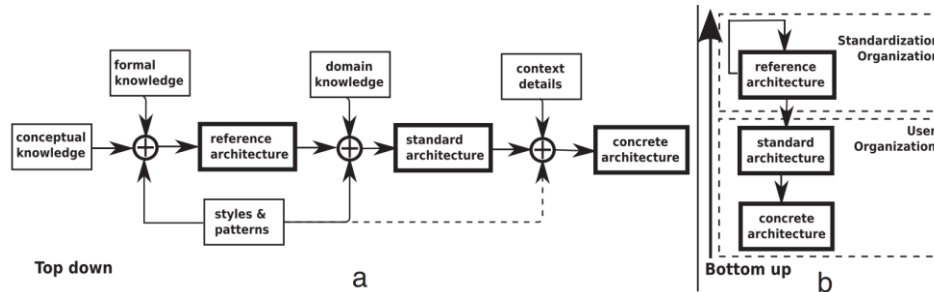 formal
knowledge
domain
knowledge
context
details
conceptual
knowledge
reference
architecture
standard
architecture
concrete
architecture
styles &
patterns
Top down
a
Standardization
Organization
reference
architecture
User
Organization
standard
architecture
concrete
architecture
Bottom up
b